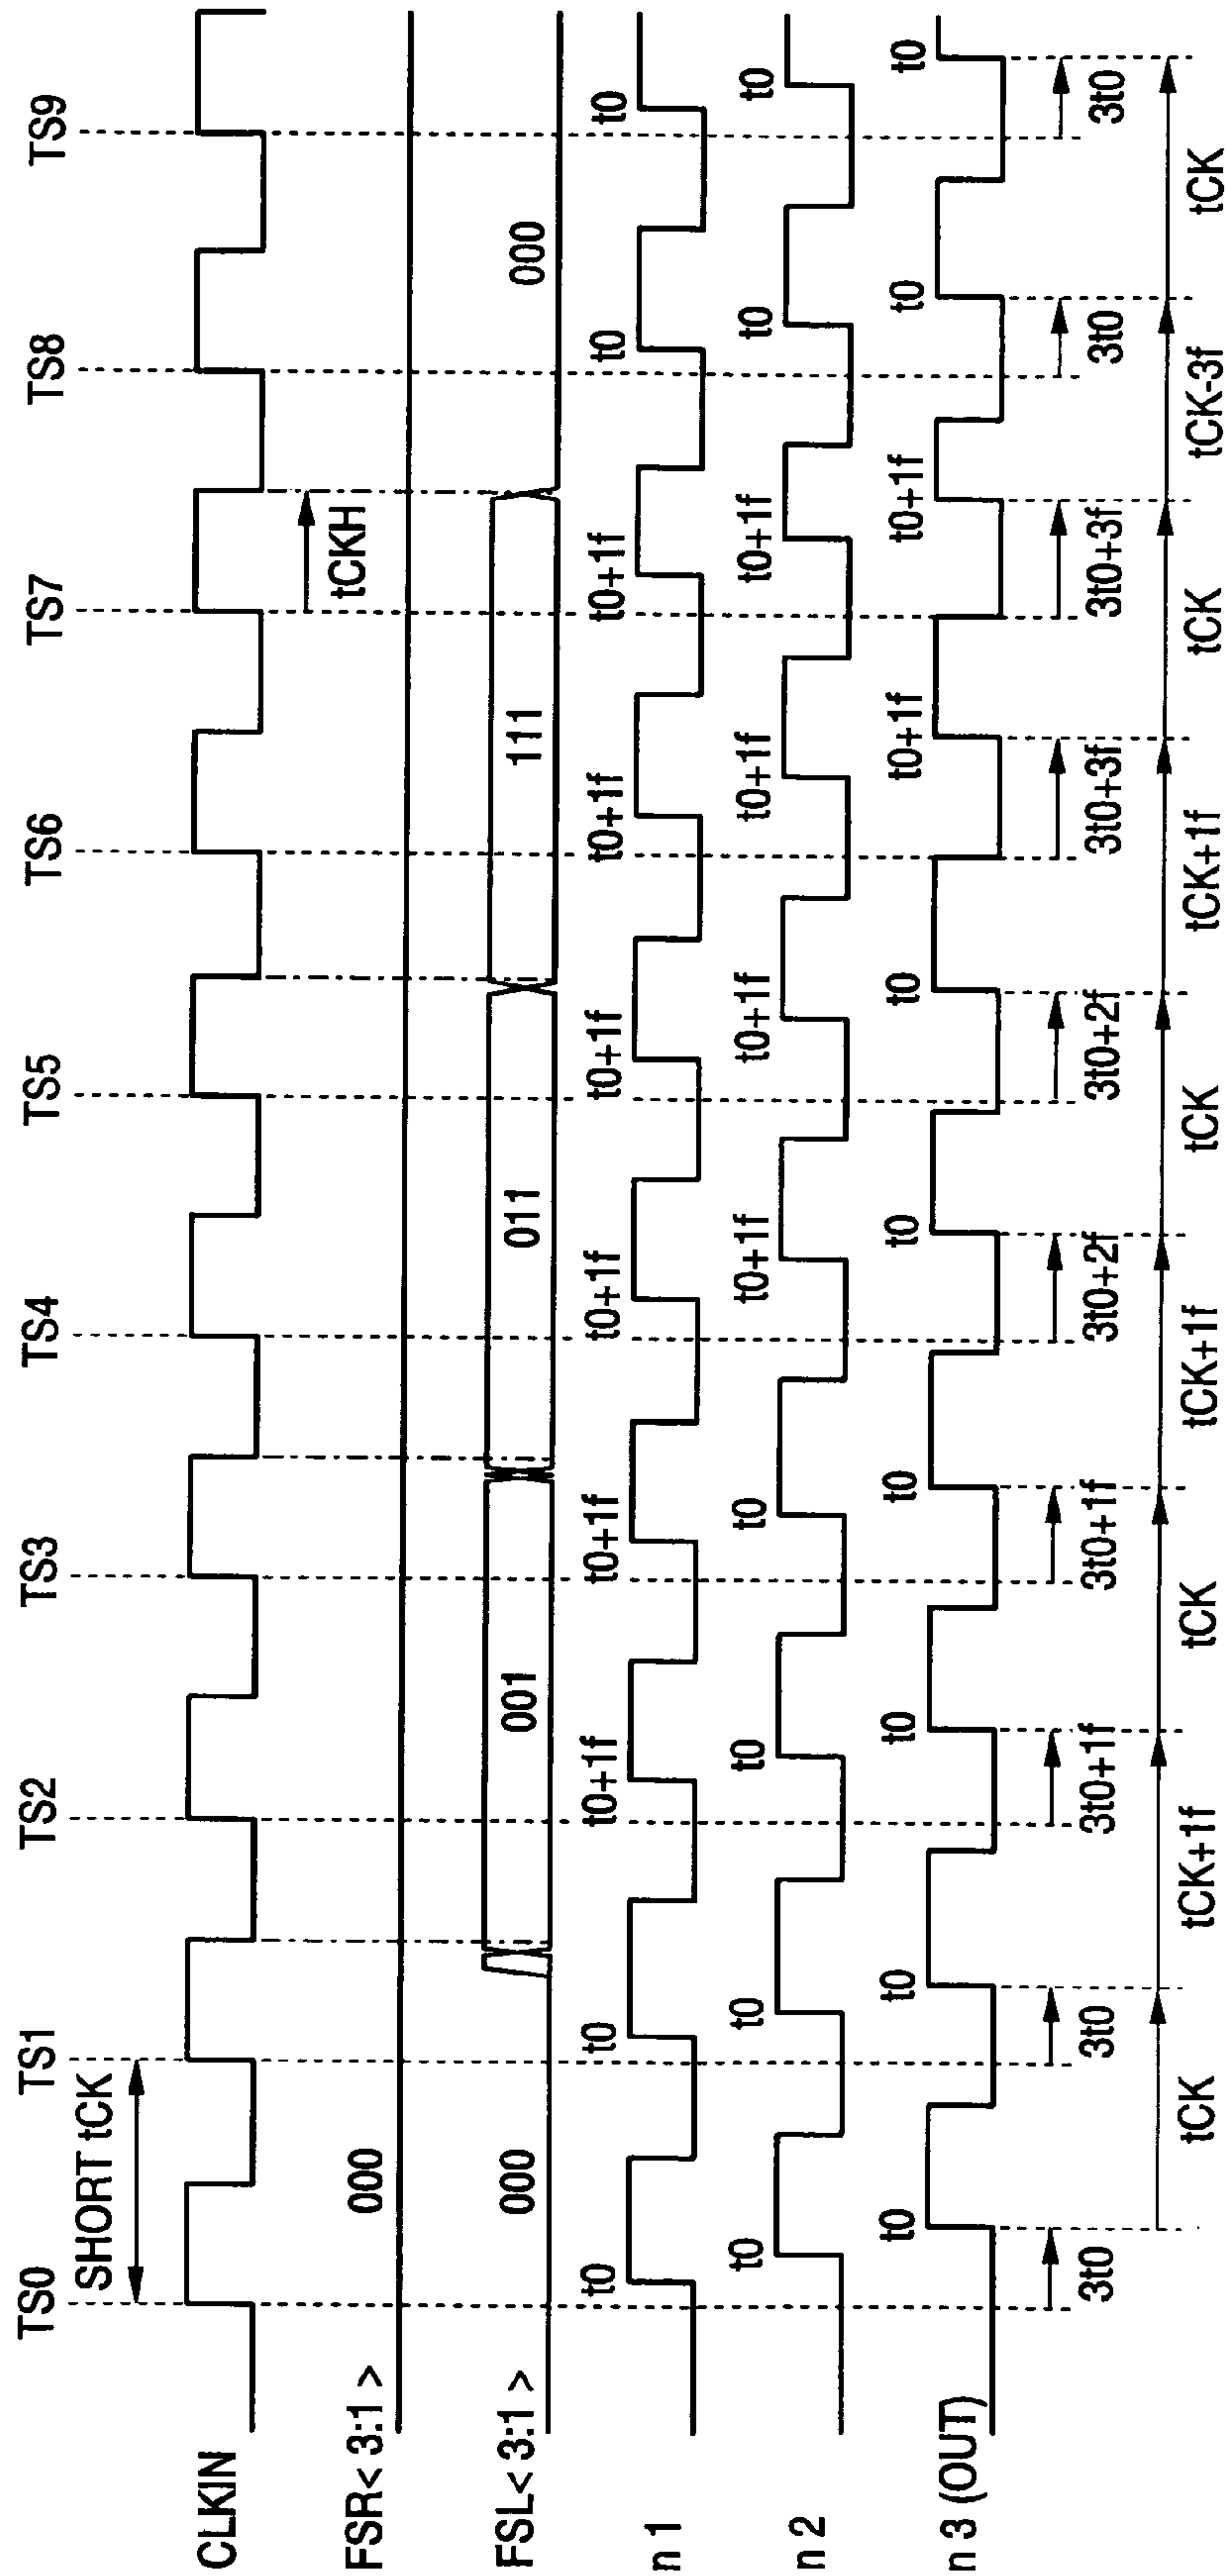 TS0 TS1 TS2 TS3 TS4 TS5 TS6 TS7 TS8 TS9
SHORT tCK
CLKIN
tCKH
FSR< 3:1 > 000
FSL< 3:1 > 000 001 011 111 000
n 1 t0 t0 t0+1f t0+1f t0+1f t0+1f t0+1f t0+1f t0 t0
n 2 t0 t0 t0 t0 t0+1f t0+1f t0+1f t0+1f t0 t0
n 3 (OUT) t0 t0 t0 t0 t0 t0 t0+1f t0+1f t0 t0
3t0 3t0 3t0+1f 3t0+1f 3t0+2f 3t0+2f 3t0+3f 3t0+3f 3t0 3t0
tCK tCK+1f tCK tCK+1f tCK tCK+1f tCK tCK-3f tCK